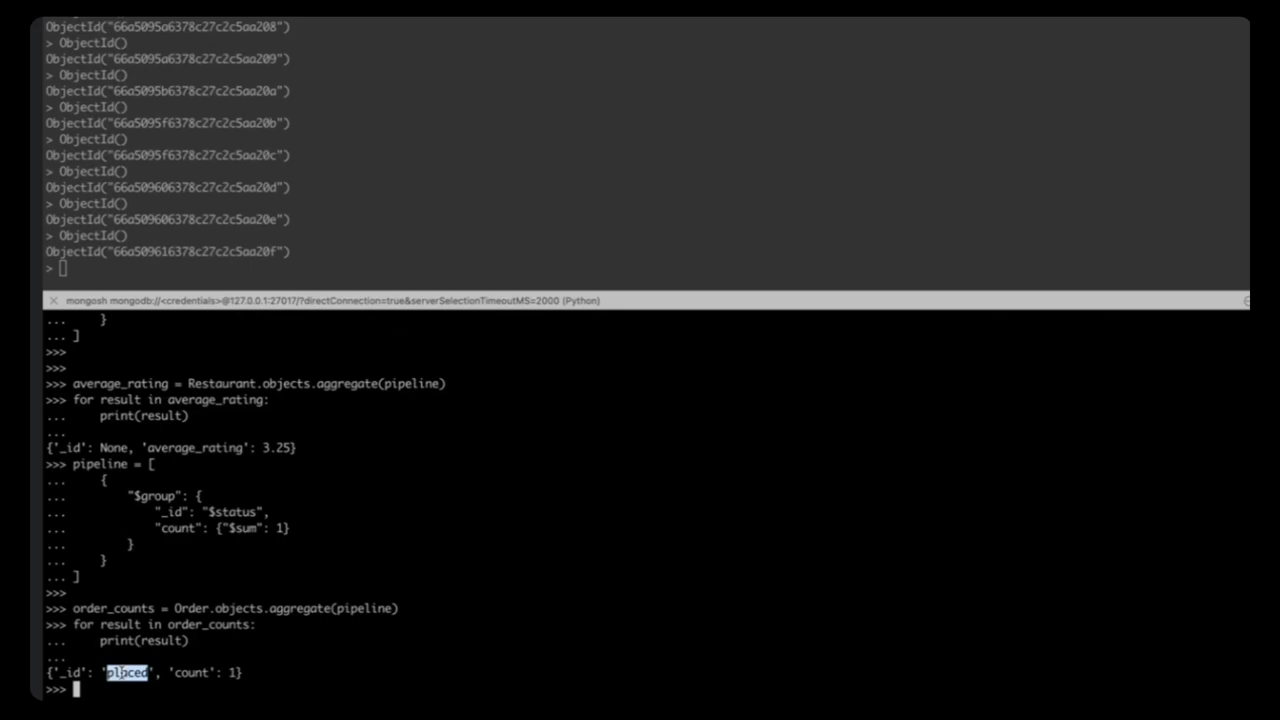 ObjectId("66a5095a6378c27c2c5aa208")
> ObjectId()
ObjectId("66a5095a6378c27c2c5aa209")
> ObjectId()
ObjectId("66a5095b6378c27c2c5aa20a")
> ObjectId()
ObjectId("66a5095f6378c27c2c5aa20b")
> ObjectId()
ObjectId("66a5095f6378c27c2c5aa20c")
> ObjectId()
ObjectId("66a509606378c27c2c5aa20d")
> ObjectId()
ObjectId("66a509606378c27c2c5aa20e")
> ObjectId()
ObjectId("66a509616378c27c2c5aa20f")
>
mongosh mongodb://<credentials>@127.0.0.1:27017/?directConnection=true&serverSelectionTimeoutMS=2000 (Python)
...     }
... ]
>>>
>>>
>>> average_rating = Restaurant.objects.aggregate(pipeline)
>>> for result in average_rating:
...     print(result)
...
{'_id': None, 'average_rating': 3.25}
>>> pipeline = [
...     {
...         "$group": {
...             "_id": "$status",
...             "count": {"$sum": 1}
...         }
...     }
... ]
>>>
>>> order_counts = Order.objects.aggregate(pipeline)
>>> for result in order_counts:
...     print(result)
...
{'_id': 'placed', 'count': 1}
>>>